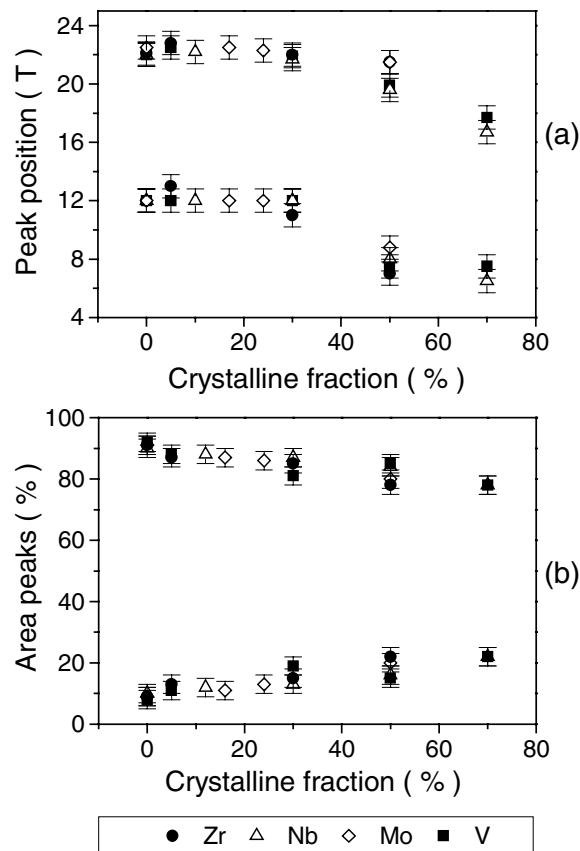 24
20
16
12
8
4
Peak position ( T )
(a)
0 20 40 60 80
Crystalline fraction ( % )
100
80
60
40
20
0
Area peaks ( % )
(b)
0 20 40 60 80
Crystalline fraction ( % )
Zr Nb Mo V